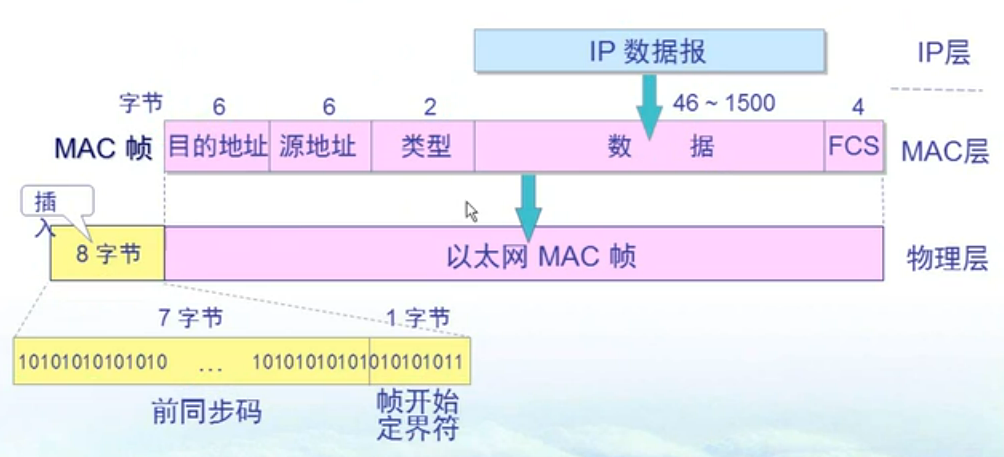 IP 数据报
IP层
字节 6 6 2 46 ~ 1500 4
MAC 帧 目的地址 源地址 类型 数 据 FCS MAC层
插入
8 字节 以太网 MAC 帧 物理层
7 字节 1 字节
10101010101010 … 10101010101010101011
前同步码 帧开始
定界符